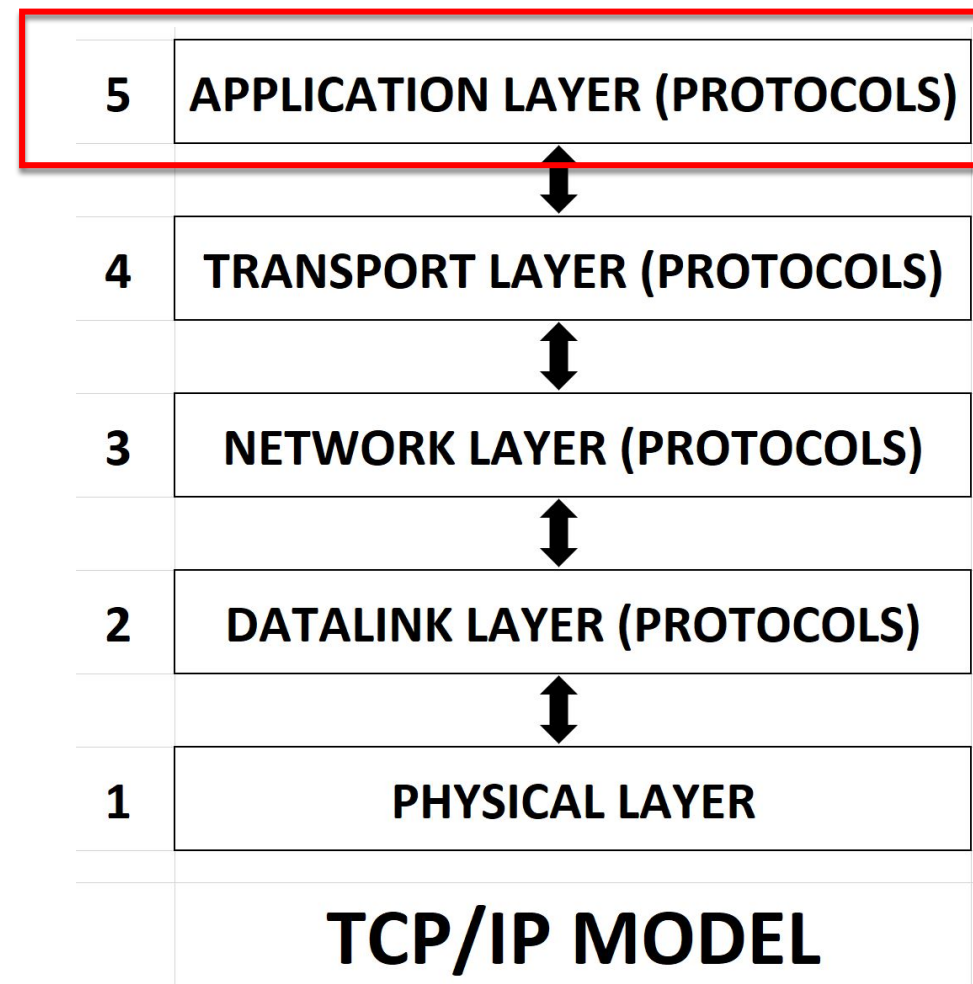 5 APPLICATION LAYER (PROTOCOLS)
4 TRANSPORT LAYER (PROTOCOLS)
3 NETWORK LAYER (PROTOCOLS)
2 DATALINK LAYER (PROTOCOLS)
1 PHYSICAL LAYER
TCP/IP MODEL